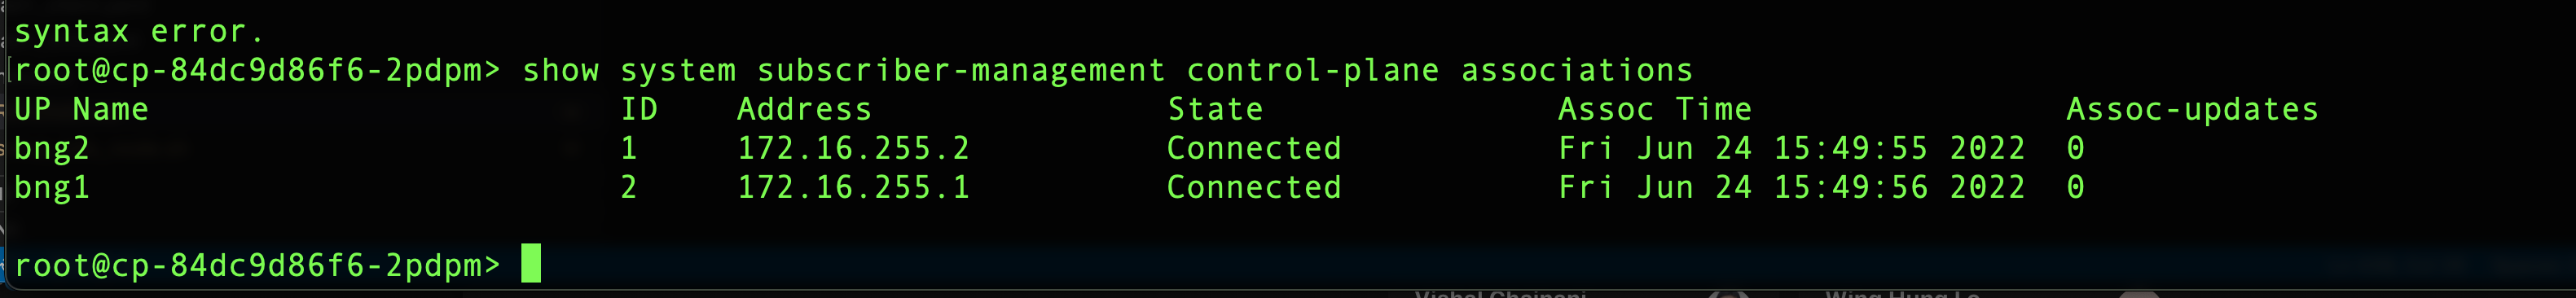 syntax error.
[root@cp-84dc9d86f6-2pdpm> show system subscriber-management control-plane associations
UP Name ID Address State Assoc Time Assoc-updates
bng2 1 172.16.255.2 Connected Fri Jun 24 15:49:55 2022 0
bng1 2 172.16.255.1 Connected Fri Jun 24 15:49:56 2022 0
root@cp-84dc9d86f6-2pdpm>